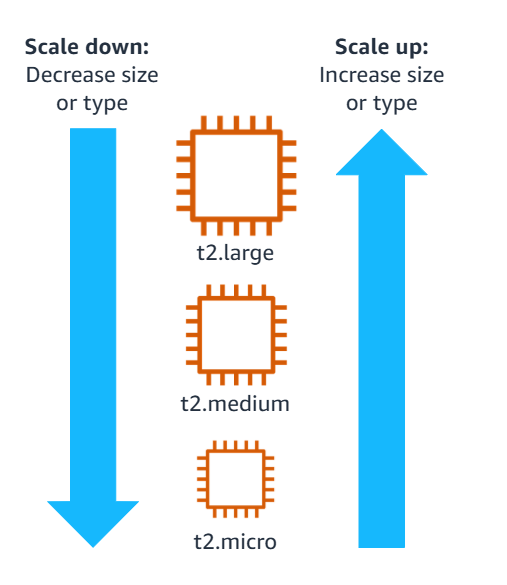 Scale down:
Decrease size
or type
Scale up:
Increase size
or type
t2.large
t2.medium
t2.micro